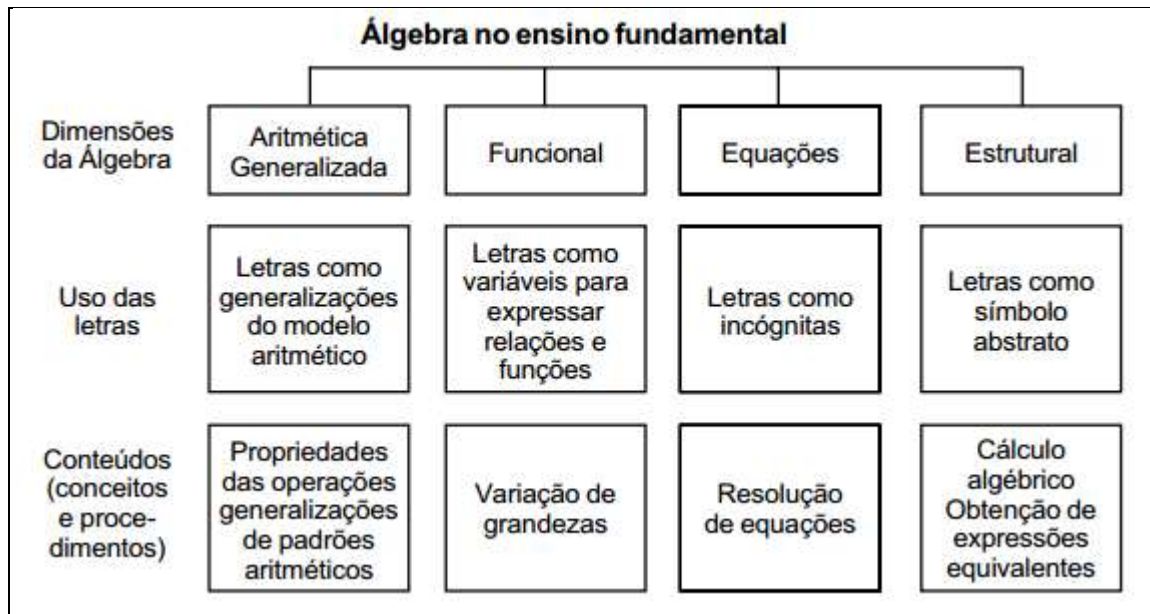 Álgebra no ensino fundamental
Dimensões
da Álgebra
Aritmética
Generalizada
Funcional
Equações
Estrutural
Uso das
letras
Letras como
generalizações
do modelo
aritmético
Letras como
variáveis para
expressar
relações e
funções
Letras como
incógnitas
Letras como
símbolo
abstrato
Conteúdos
(conceitos
e proce-
dimentos)
Propriedades
das operações
generalizações
de padrões
aritméticos
Variação de
grandezas
Resolução
de equações
Cálculo
algébrico
Obtenção de
expressões
equivalentes